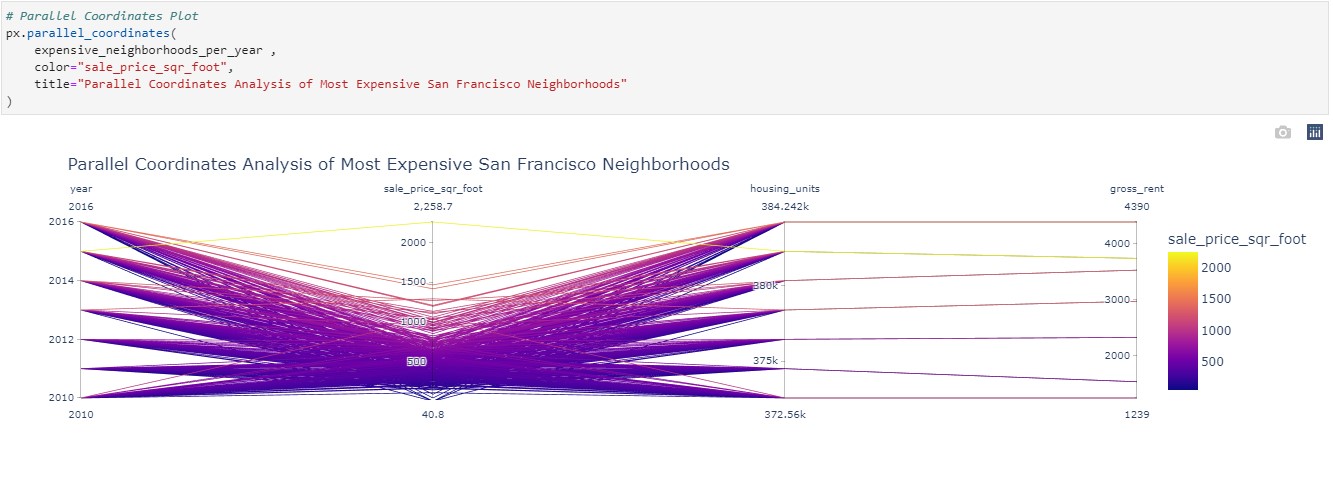 # Parallel Coordinates Plot
px.parallel_coordinates(
    expensive_neighborhoods_per_year ,
    color="sale_price_sqr_foot",
    title="Parallel Coordinates Analysis of Most Expensive San Francisco Neighborhoods"
)
Parallel Coordinates Analysis of Most Expensive San Francisco Neighborhoods
year sale_price_sqr_foot housing_units gross_rent
2016 2,258.7 384.242k 4390
2016
2014
2012
2010
2000
1500
1000
500
380k
375k
4000
3000
2000
2010 40.8 372.56k 1239
sale_price_sqr_foot
2000
1500
1000
500